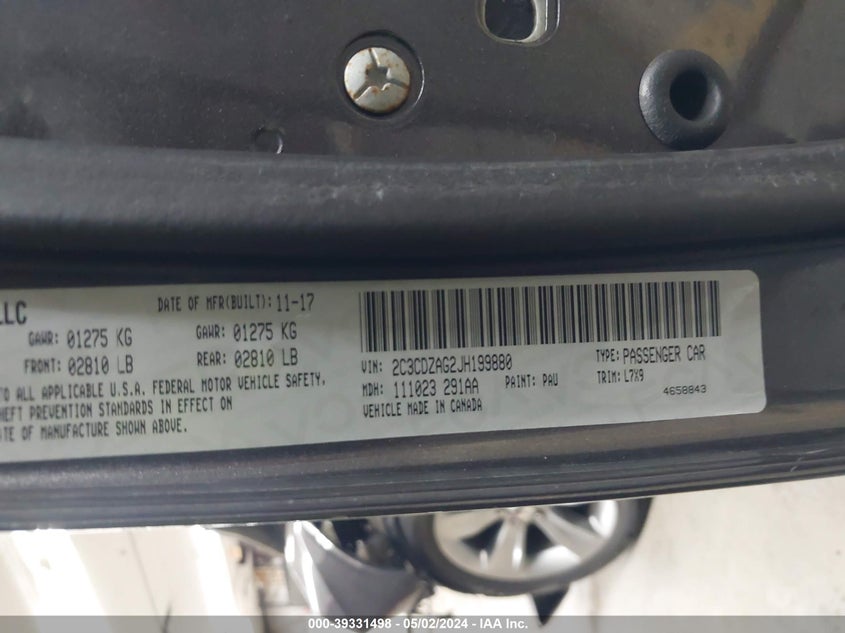 LLC
DATE OF MFR(BUILT): 11-17
GAWR: 01275 KG GAWR: 01275 KG
FRONT: 02810 LB REAR: 02810 LB
TO ALL APPLICABLE U.S.A. FEDERAL MOTOR VEHICLE SAFETY,
THEFT PREVENTION STANDARDS IN EFFECT ON
DATE OF MANUFACTURE SHOWN ABOVE.
VIN: 2C3CDZAG2JH199880 TYPE: PASSENGER CAR
MDH: 111023 291AA PAINT: PAU TRIM: L7X9
VEHICLE MADE IN CANADA 4658843
000-39331498 - 05/02/2024 - IAA Inc.